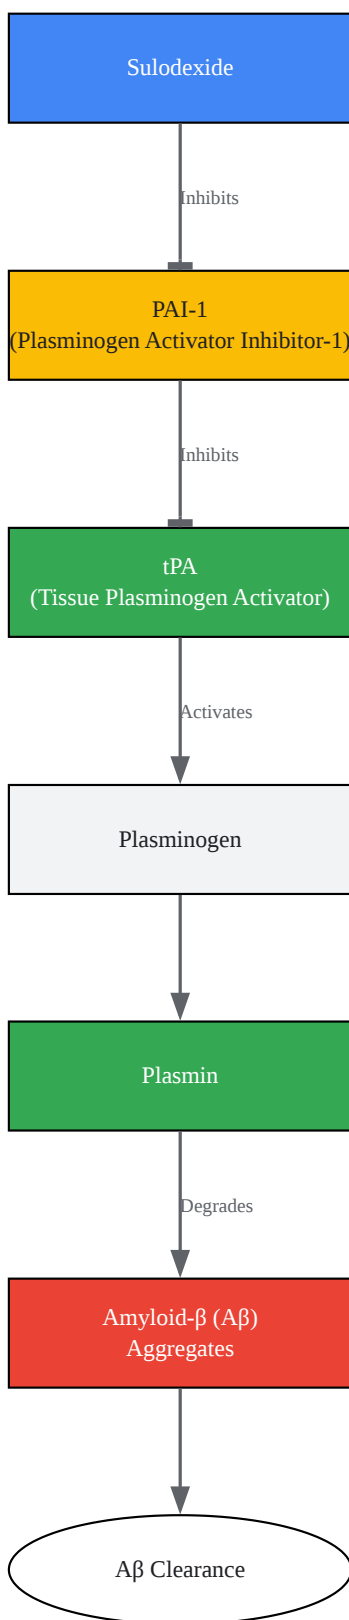 Sulodexide
Inhibits
PAI-1
(Plasminogen Activator Inhibitor-1)
Inhibits
tPA
(Tissue Plasminogen Activator)
Activates
Plasminogen
Plasmin
Degrades
Amyloid-β (Aβ)
Aggregates
Aβ Clearance